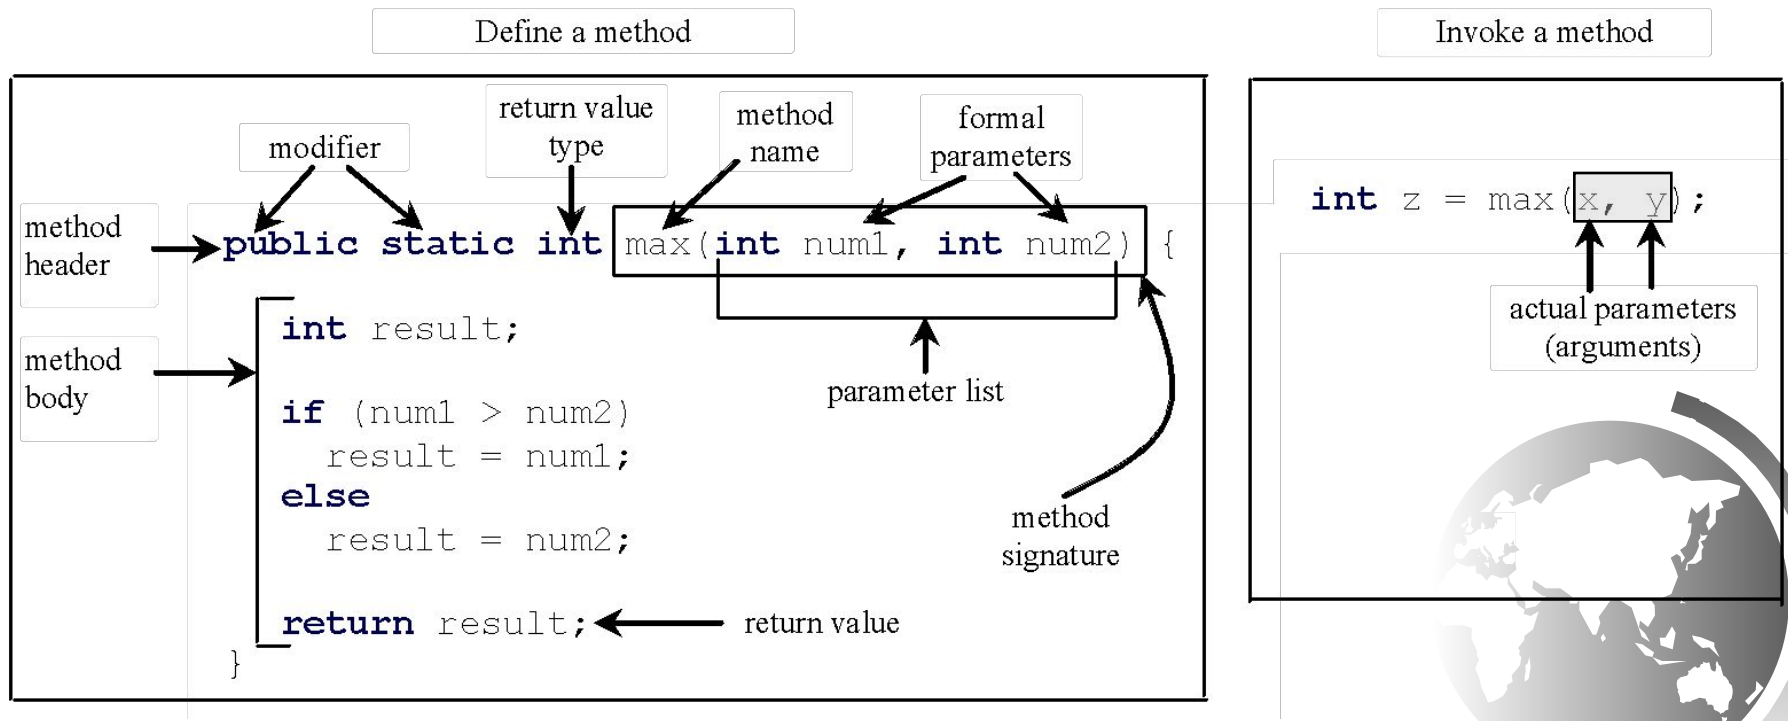 Define a method
Invoke a method
modifier
return value
type
method
name
formal
parameters
method
header
public static int max(int num1, int num2) {
int result;
if (num1 > num2)
result = num1;
else
result = num2;
return result;
}
method
body
parameter list
method
signature
return value
int z = max(x, y);
actual parameters
(arguments)